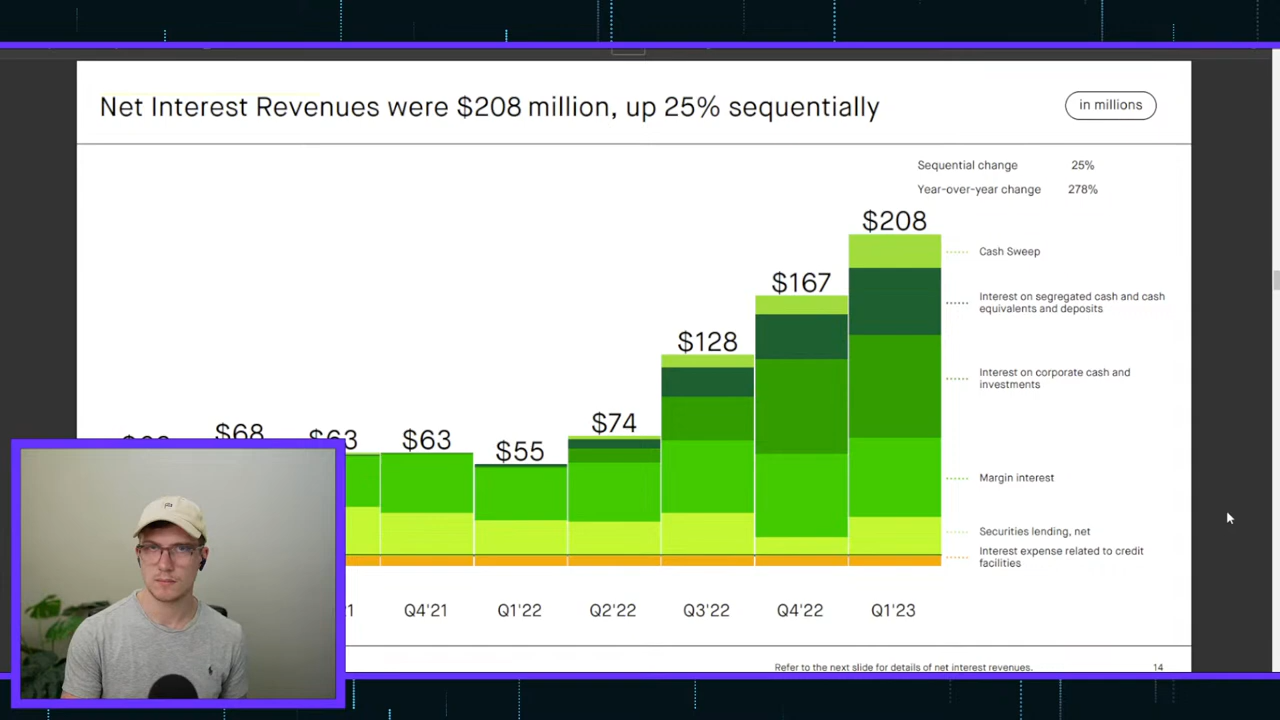 Net Interest Revenues were $208 million, up 25% sequentially
in millions
Sequential change 25%
Year-over-year change 278%
$208
$167
$128
$74
$55
$63
$63
$68
Cash Sweep
Interest on segregated cash and cash
equivalents and deposits
Interest on corporate cash and
investments
Margin interest
Securities lending, net
Interest expense related to credit
facilities
Q4'21 Q1'22 Q2'22 Q3'22 Q4'22 Q1'23
Refer to the next slide for details of net interest revenues. 14